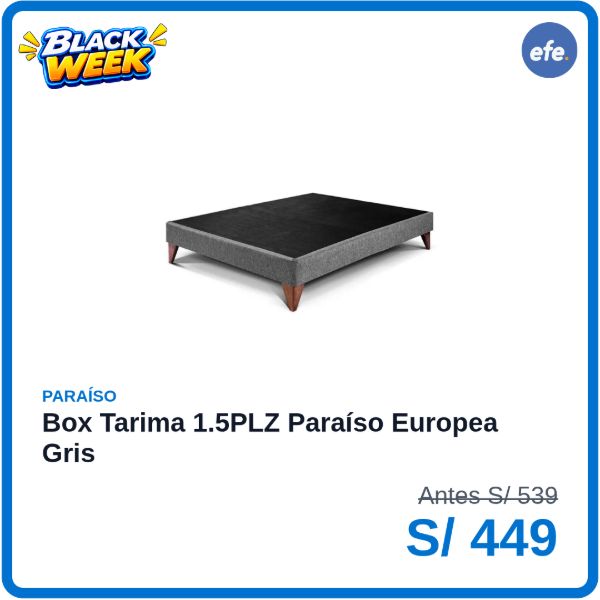 BLACK
WEEK
efe.
PARAÍSO
Box Tarima 1.5PLZ Paraíso Europea
Gris
Antes S/ 539
S/ 449